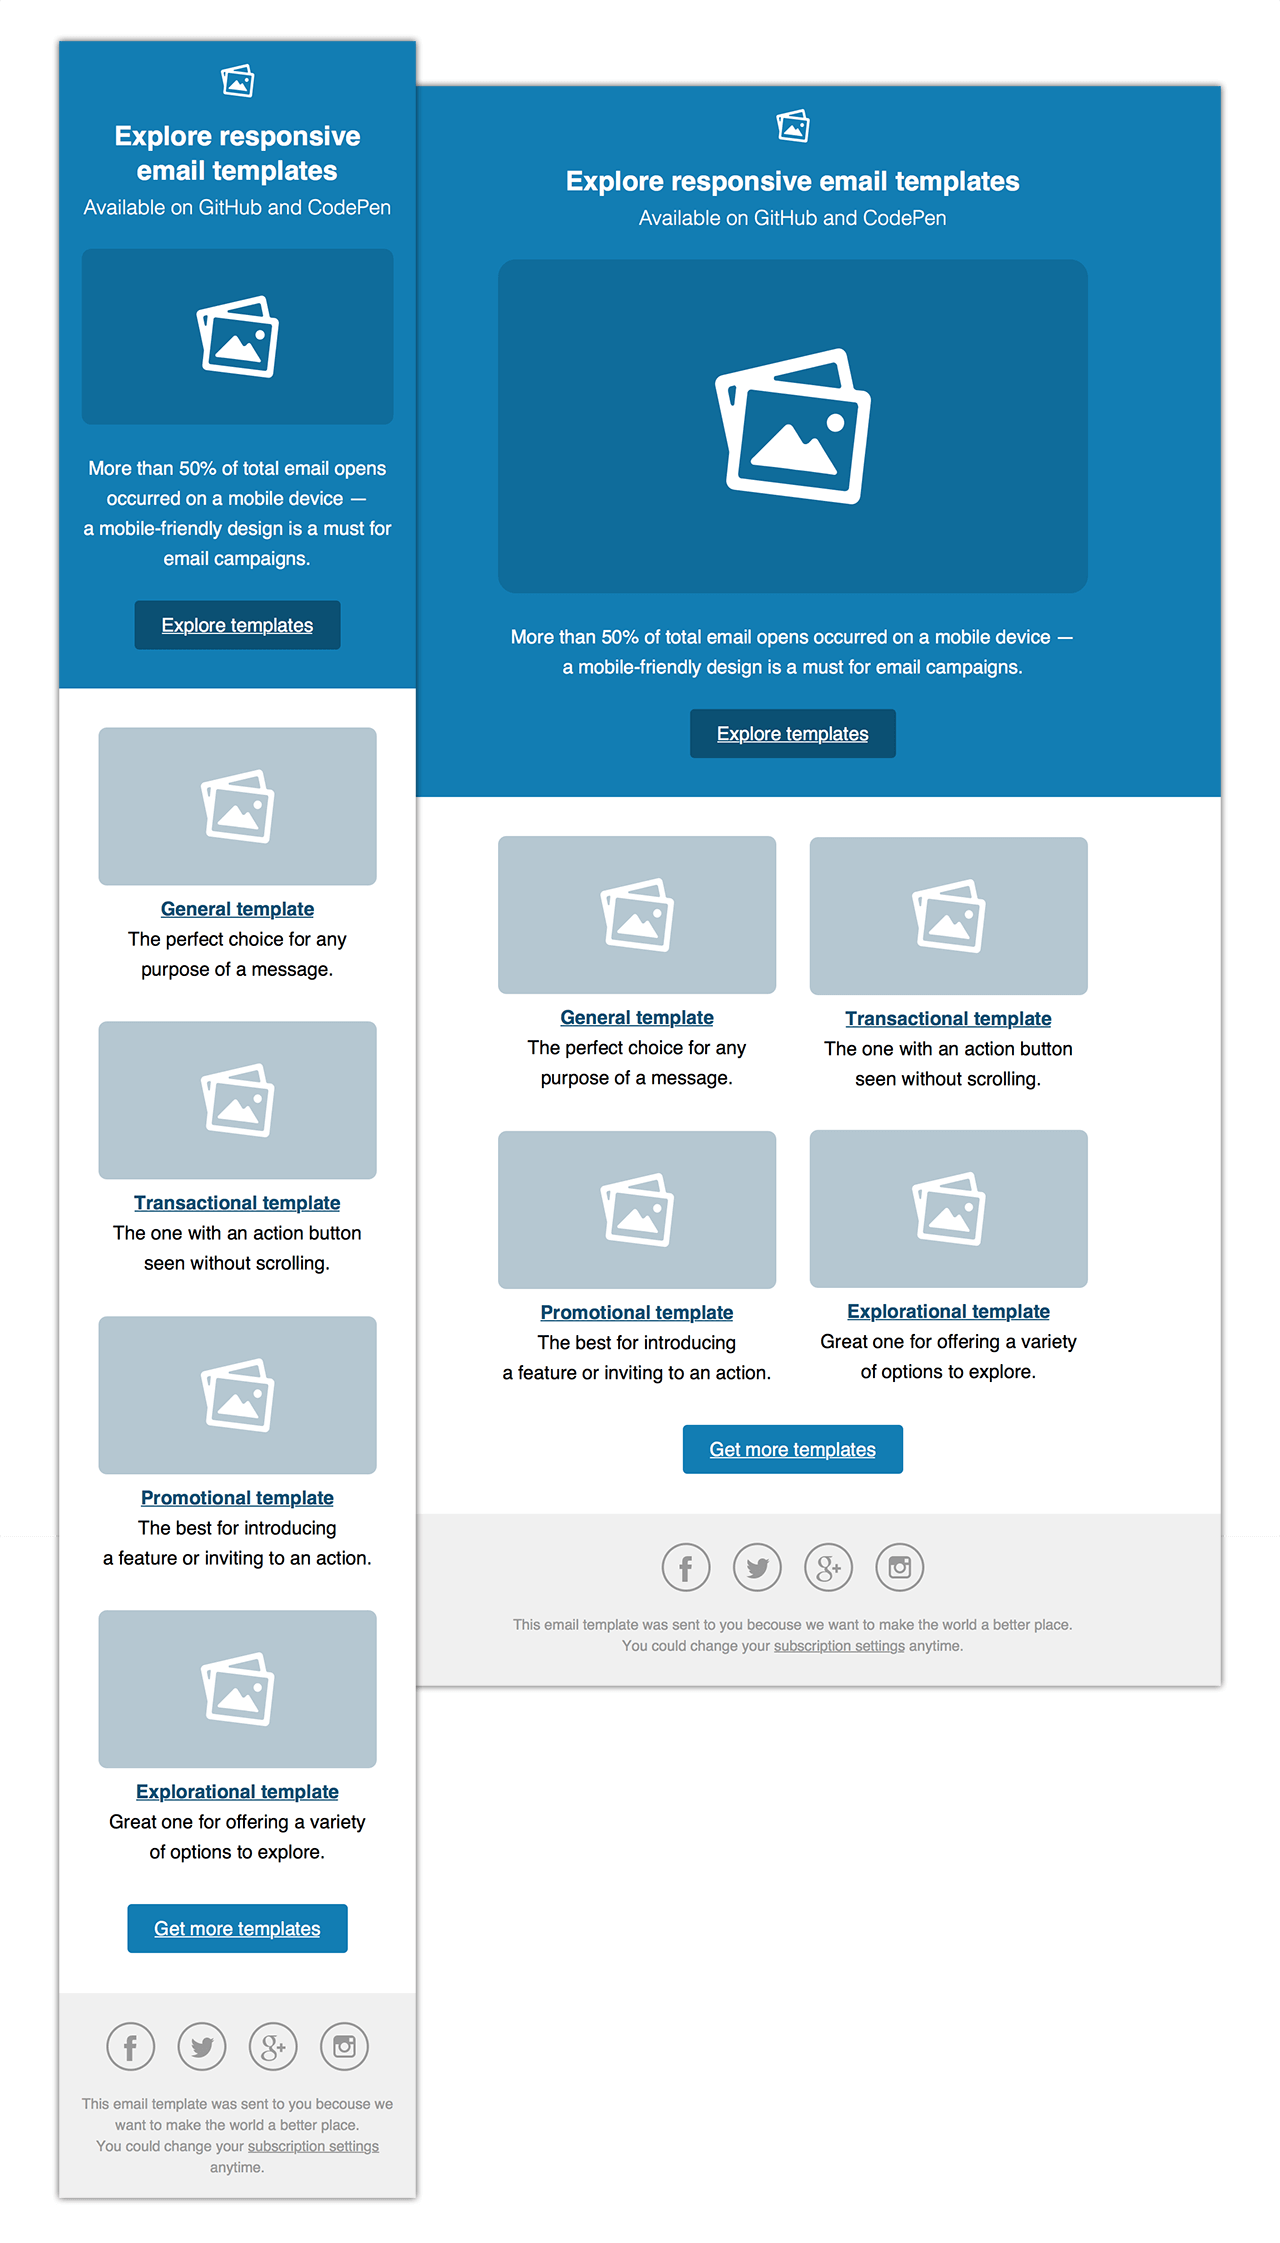 Explore responsive
email templates
Available on GitHub and CodePen
More than 50% of total email opens
occurred on a mobile device —
a mobile-friendly design is a must for
email campaigns.
Explore templates
General template
The perfect choice for any
purpose of a message.
Transactional template
The one with an action button
seen without scrolling.
Promotional template
The best for introducing
a feature or inviting to an action.
Explorational template
Great one for offering a variety
of options to explore.
Get more templates
f
g+
This email template was sent to you becouse we
want to make the world a better place.
You could change your subscription settings
anytime.
Explore responsive email templates
Available on GitHub and CodePen
More than 50% of total email opens occurred on a mobile device —
a mobile-friendly design is a must for email campaigns.
Explore templates
General template
The perfect choice for any
purpose of a message.
Transactional template
The one with an action button
seen without scrolling.
Promotional template
The best for introducing
a feature or inviting to an action.
Explorational template
Great one for offering a variety
of options to explore.
Get more templates
f
g+
This email template was sent to you becouse we want to make the world a better place.
You could change your subscription settings anytime.